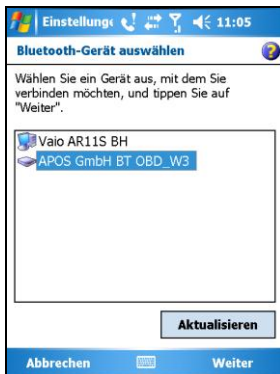 Einstellunge 11:05
Bluetooth-Gerät auswählen
Wählen Sie ein Gerät aus, mit dem Sie
verbinden möchten, und tippen Sie auf
"Weiter".
Vaio AR11S BH
APOS GmbH BT OBD_W3
Aktualisieren
Abbrechen Weiter